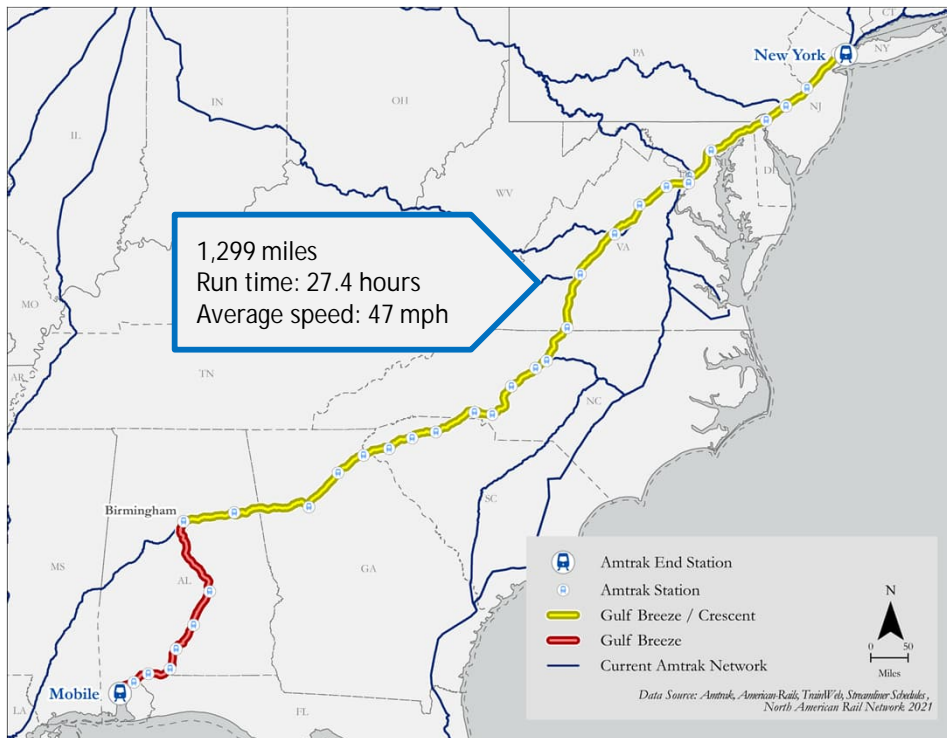 CT
New York
NY
PA
NJ
OH
IN
IL
MD
DE
WV
1,299 miles
Run time: 27.4 hours
Average speed: 47 mph
VA
MO
TN
AR
NC
Birmingham
SC
MS
AL
GA
Mobile
LA
FL
Amtrak End Station
Amtrak Station
Gulf Breeze / Crescent
Gulf Breeze
Current Amtrak Network
N
0 50
Miles
Data Source: Amtrak, American-Rails, TrainWeb, Streamliner Schedules,
North American Rail Network 2021